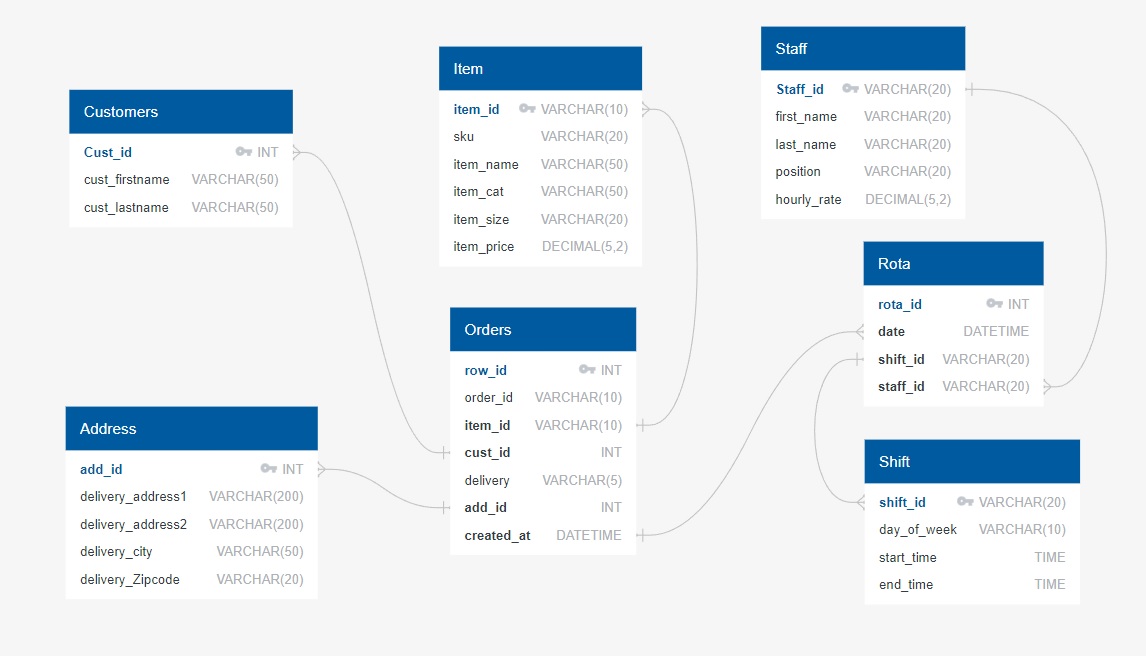 Customers
Cust_id INT
cust_firstname VARCHAR(50)
cust_lastname VARCHAR(50)
Item
item_id VARCHAR(10)
sku VARCHAR(20)
item_name VARCHAR(50)
item_cat VARCHAR(50)
item_size VARCHAR(20)
item_price DECIMAL(5,2)
Staff
Staff_id VARCHAR(20)
first_name VARCHAR(20)
last_name VARCHAR(20)
position VARCHAR(20)
hourly_rate DECIMAL(5,2)
Address
add_id INT
delivery_address1 VARCHAR(200)
delivery_address2 VARCHAR(200)
delivery_city VARCHAR(50)
delivery_Zipcode VARCHAR(20)
Orders
row_id INT
order_id VARCHAR(10)
item_id VARCHAR(10)
cust_id INT
delivery VARCHAR(5)
add_id INT
created_at DATETIME
Rota
rota_id INT
date DATETIME
shift_id VARCHAR(20)
staff_id VARCHAR(20)
Shift
shift_id VARCHAR(20)
day_of_week VARCHAR(10)
start_time TIME
end_time TIME